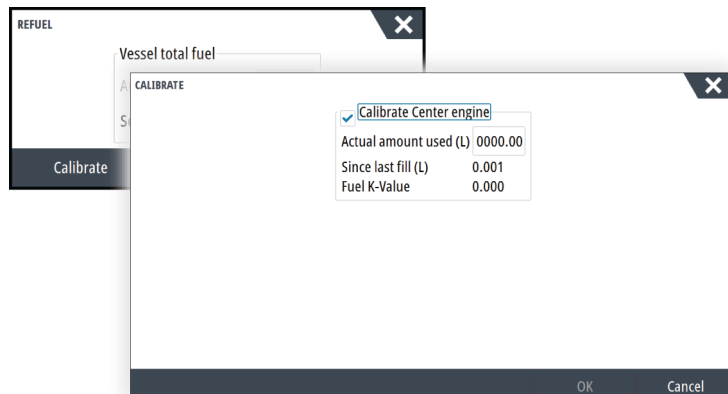 REFUEL
Vessel total fuel
A
S
Calibrate
CALIBRATE
Calibrate Center engine
Actual amount used (L) 0000.00
Since last fill (L) 0.001
Fuel K-Value 0.000
OK Cancel